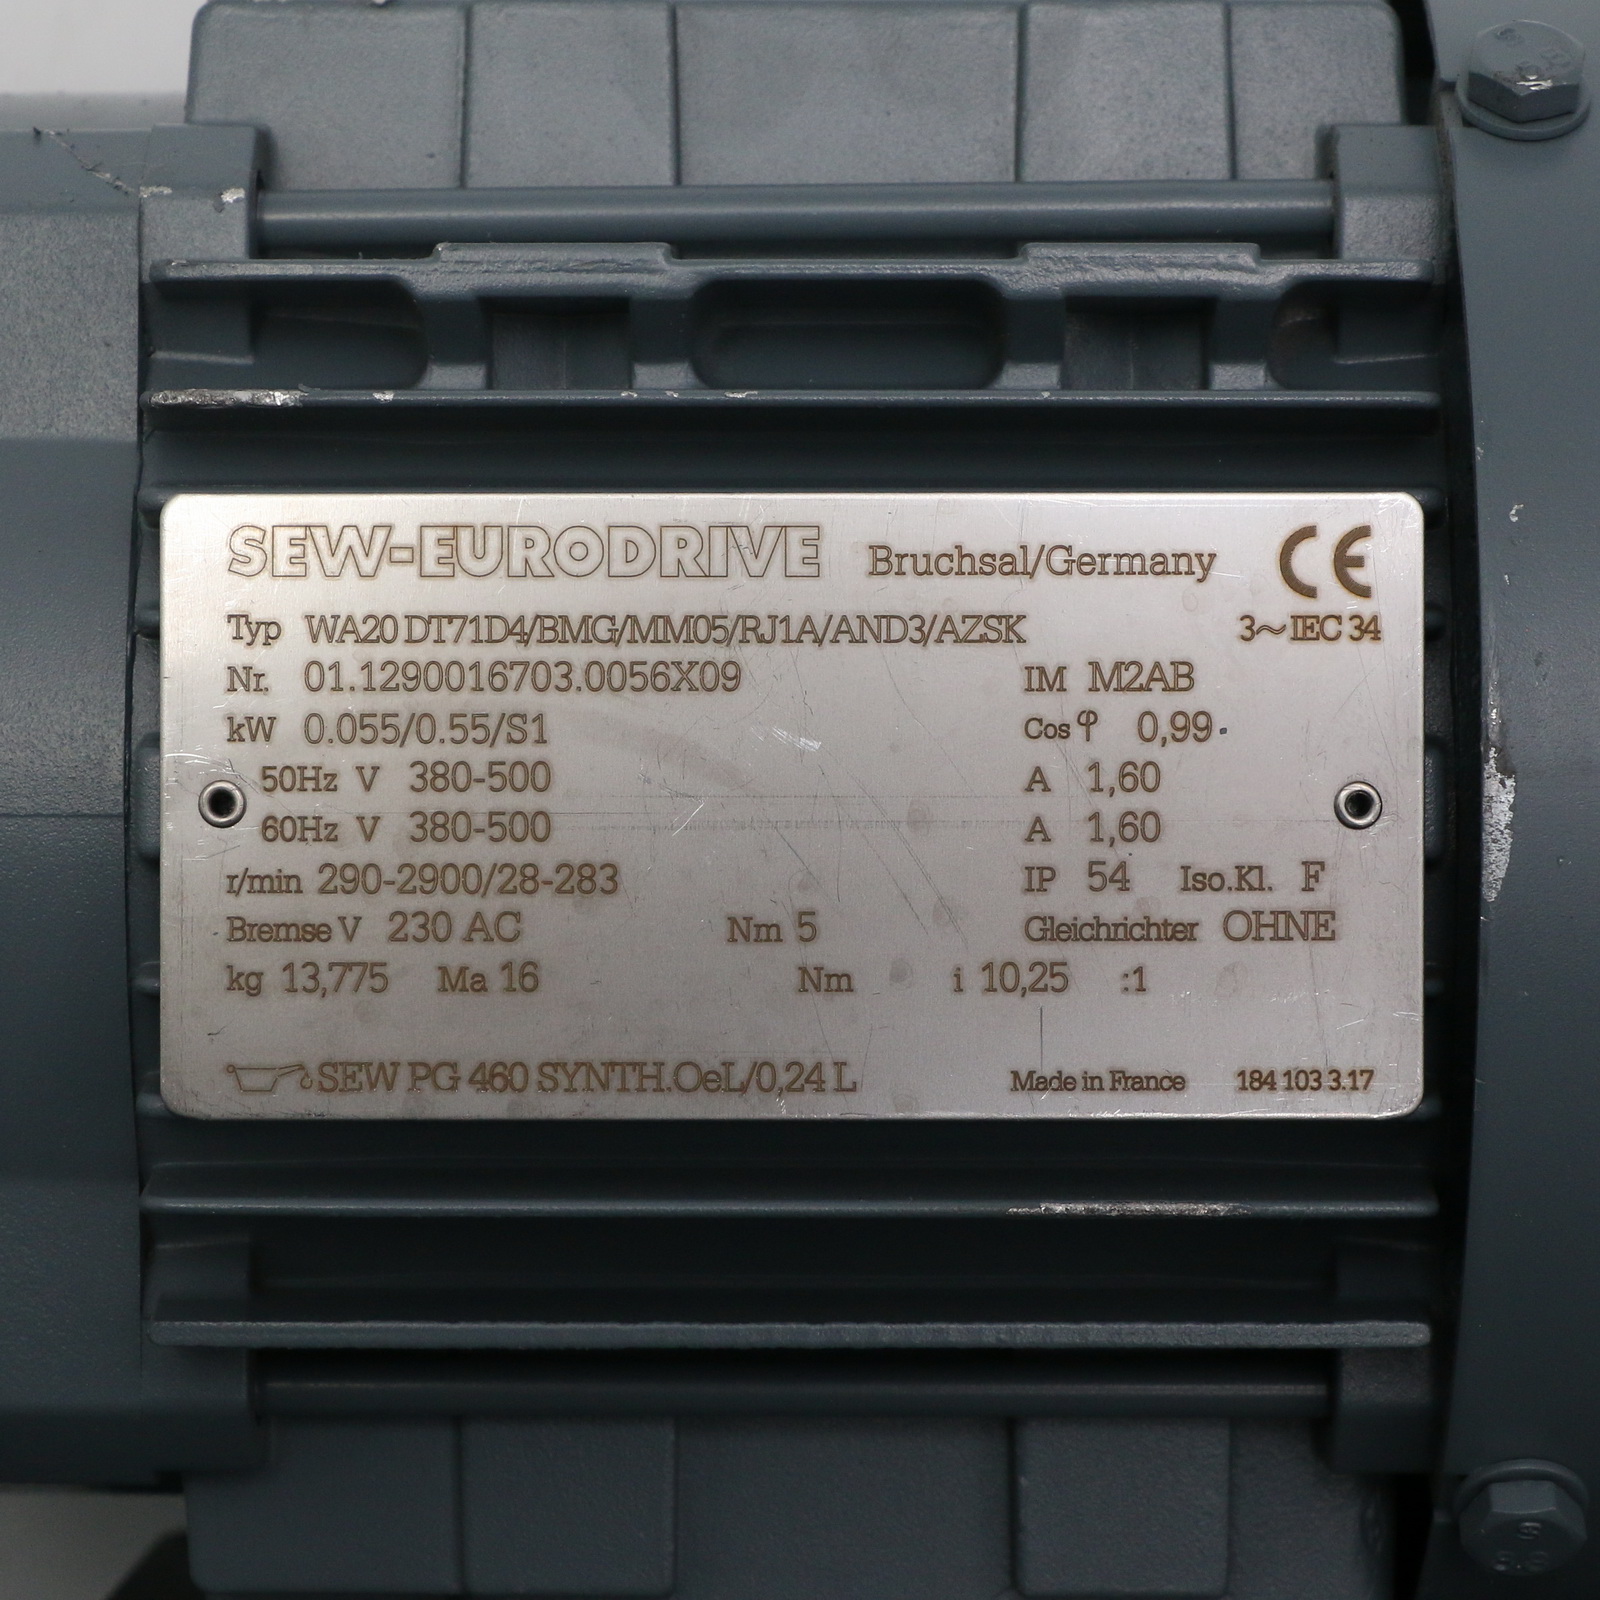 SEW-EURODRIVE Bruchsal/Germany CE
Typ WA20 DT71D4/BMG/MM05/RJ1A/AND3/AZSK 3~IEC 34
Nr. 01.1290016703.0056X09 IM M2AB
kW 0.055/0.55/S1 Cos φ 0,99
50Hz V 380-500 A 1,60
60Hz V 380-500 A 1,60
r/min 290-2900/28-283 IP 54 Iso.Kl. F
Bremse V 230 AC Nm 5 Gleichrichter OHNE
kg 13,775 Ma 16 Nm i 10,25 :1
SEW PG 460 SYNTH.OeL/0,24 L Made in France 184 103 3.17